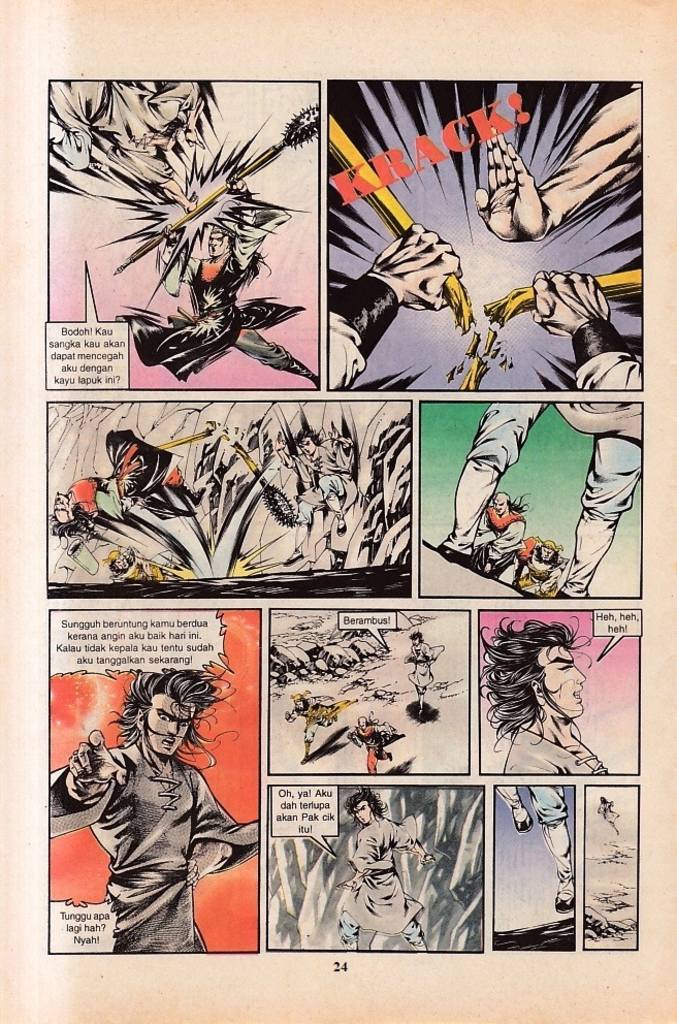 KRACK!
Bodoh! Kau
sangka kau akan
dapat mencegah
aku dengan
kayu lapuk ini?
Sungguh beruntung kamu berdua
kerana angin aku baik hari ini.
Kalau tidak kepala kau tentu sudah
aku tanggalkan sekarang!
Tunggu apa
lagi hah?
Nyah!
Berambus!
Heh, heh,
heh!
Oh, ya! Aku
dah terlupa
akan Pak cik
itu!
24